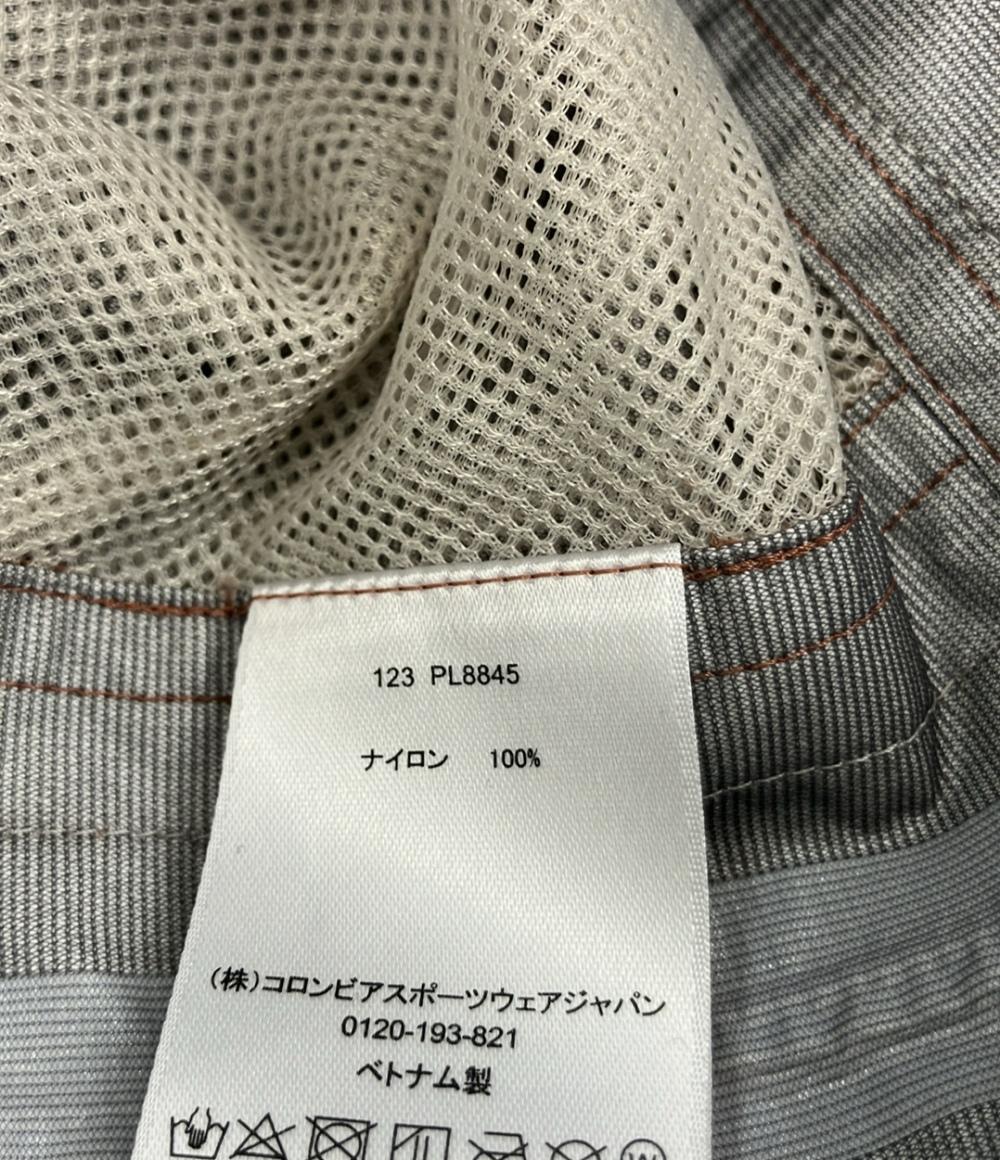 123 PL8845
ナイロン 100%
(株)コロンビアスポーツウェアジャパン
0120-193-821
ベトナム製